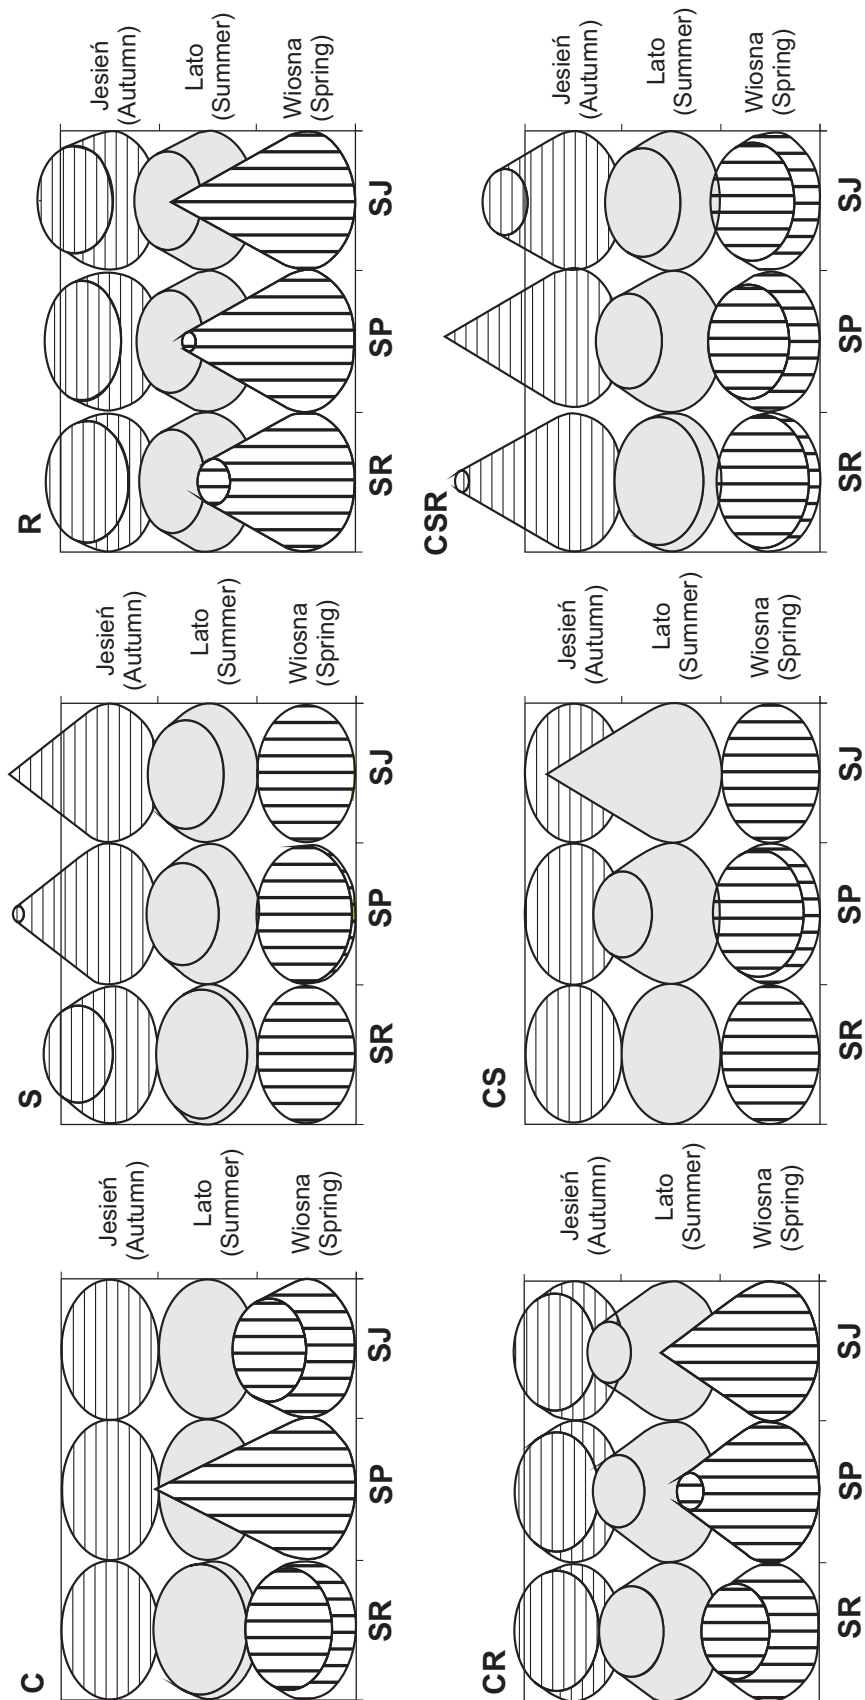 C
Jesień
(Autumn)
Lato
(Summer)
Wiosna
(Spring)
SR SP SJ
S
Jesień
(Autumn)
Lato
(Summer)
Wiosna
(Spring)
SR SP SJ
R
Jesień
(Autumn)
Lato
(Summer)
Wiosna
(Spring)
SR SP SJ
CR
Jesień
(Autumn)
Lato
(Summer)
Wiosna
(Spring)
SR SP SJ
CS
Jesień
(Autumn)
Lato
(Summer)
Wiosna
(Spring)
SR SP SJ
CSR
Jesień
(Autumn)
Lato
(Summer)
Wiosna
(Spring)
SR SP SJ